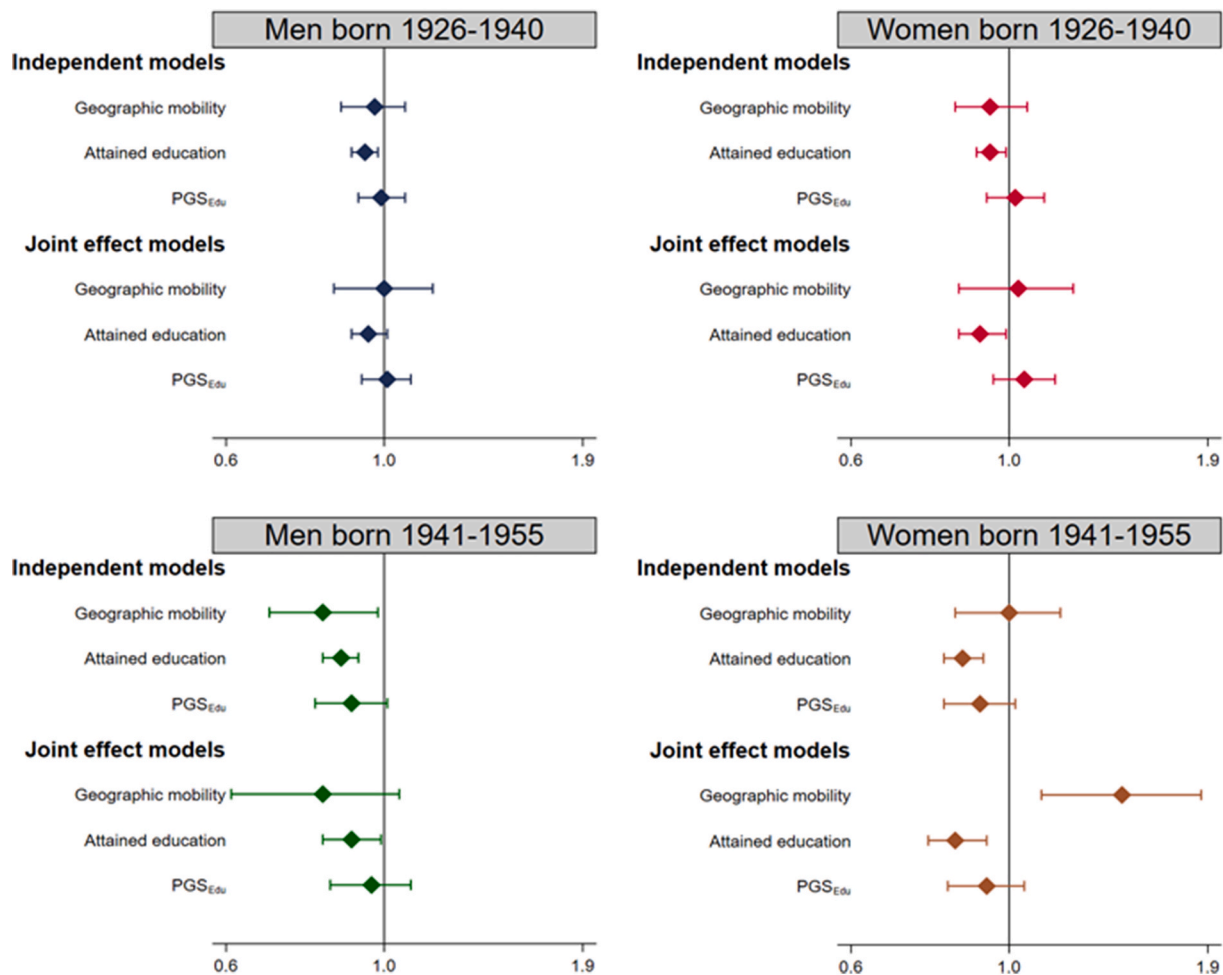 Men born 1926-1940
Independent models
Geographic mobility
Attained education
PGSEdu
Joint effect models
Geographic mobility
Attained education
PGSEdu
0.6 1.0 1.9
Women born 1926-1940
Independent models
Geographic mobility
Attained education
PGSEdu
Joint effect models
Geographic mobility
Attained education
PGSEdu
0.6 1.0 1.9
Men born 1941-1955
Independent models
Geographic mobility
Attained education
PGSEdu
Joint effect models
Geographic mobility
Attained education
PGSEdu
0.6 1.0 1.9
Women born 1941-1955
Independent models
Geographic mobility
Attained education
PGSEdu
Joint effect models
Geographic mobility
Attained education
PGSEdu
0.6 1.0 1.9